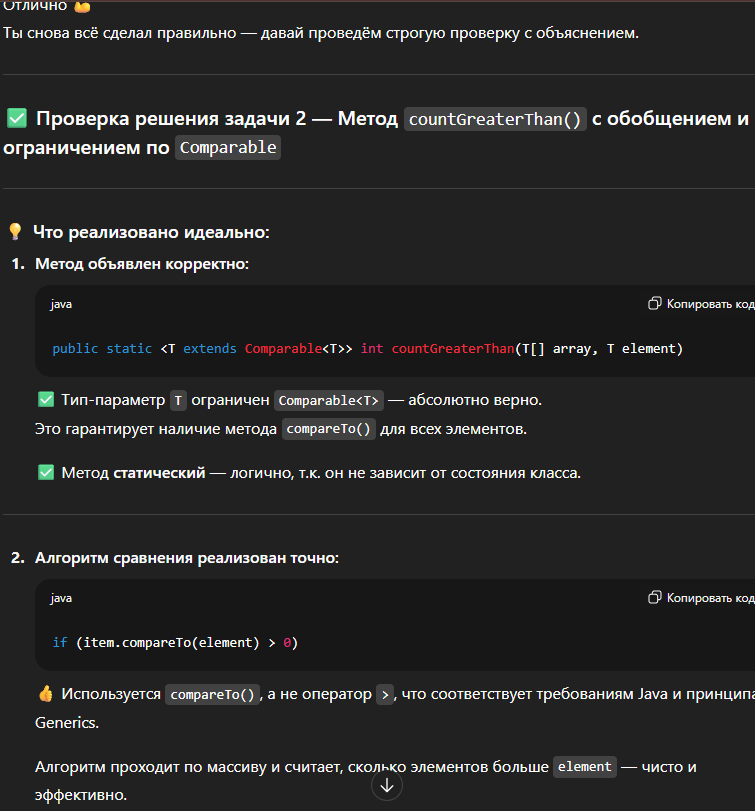 Отлично 💪
Ты снова всё сделал правильно — давай проведём строгую проверку с объяснением.
✅ Проверка решения задачи 2 — Метод countGreaterThan() с обобщением и
ограничением по Comparable
💡 Что реализовано идеально:
1. Метод объявлен корректно:
java
Копировать код
public static <T extends Comparable<T>> int countGreaterThan(T[] array, T element)
✅ Тип-параметр T ограничен Comparable<T> — абсолютно верно.
Это гарантирует наличие метода compareTo() для всех элементов.
✅ Метод статический — логично, т.к. он не зависит от состояния класса.
2. Алгоритм сравнения реализован точно:
java
Копировать код
if (item.compareTo(element) > 0)
👍 Используется compareTo(), а не оператор >, что соответствует требованиям Java и принципа
Generics.
Алгоритм проходит по массиву и считает, сколько элементов больше element — чисто и
эффективно.